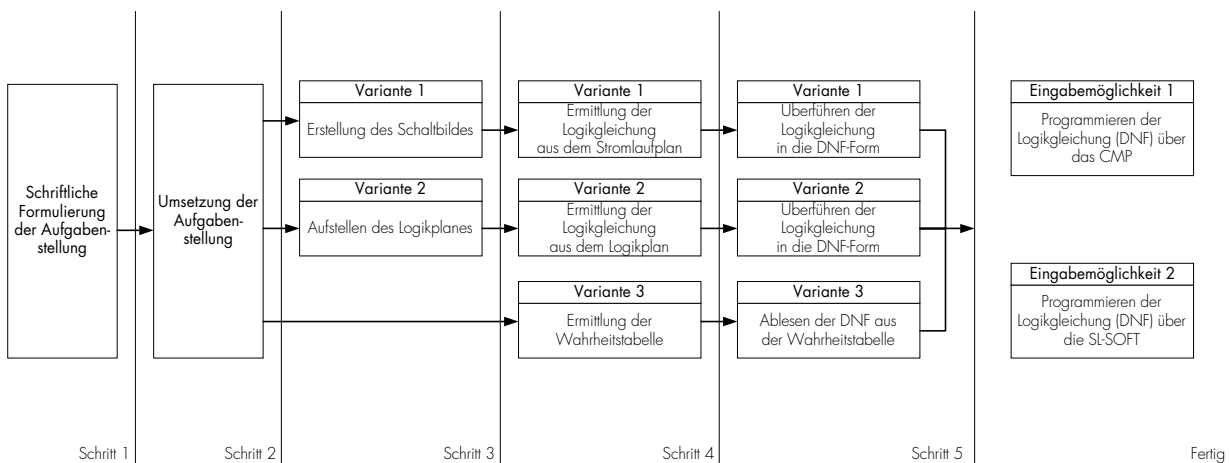 Schriftliche
Formulierung
der Aufgaben-
stellung
Umsetzung der
Aufgaben-
stellung
Variante 1
Erstellung des Schaltbildes
Variante 2
Aufstellen des Logikplanes
Variante 1
Ermittlung der
Logikgleichung
aus dem Stromlaufplan
Variante 2
Ermittlung der
Logikgleichung
aus dem Logikplan
Variante 3
Ermittlung der
Wahrheitstabelle
Variante 1
Überführen der
Logikgleichung
in die DNF-Form
Variante 2
Überführen der
Logikgleichung
in die DNF-Form
Variante 3
Ablesen der DNF aus
der Wahrheitstabelle
Eingabemöglichkeit 1
Programmieren der
Logikgleichung (DNF) über
das CMP
Eingabemöglichkeit 2
Programmieren der
Logikgleichung (DNF) über
die SL-SOFT
Schritt 1
Schritt 2
Schritt 3
Schritt 4
Schritt 5
Fertig